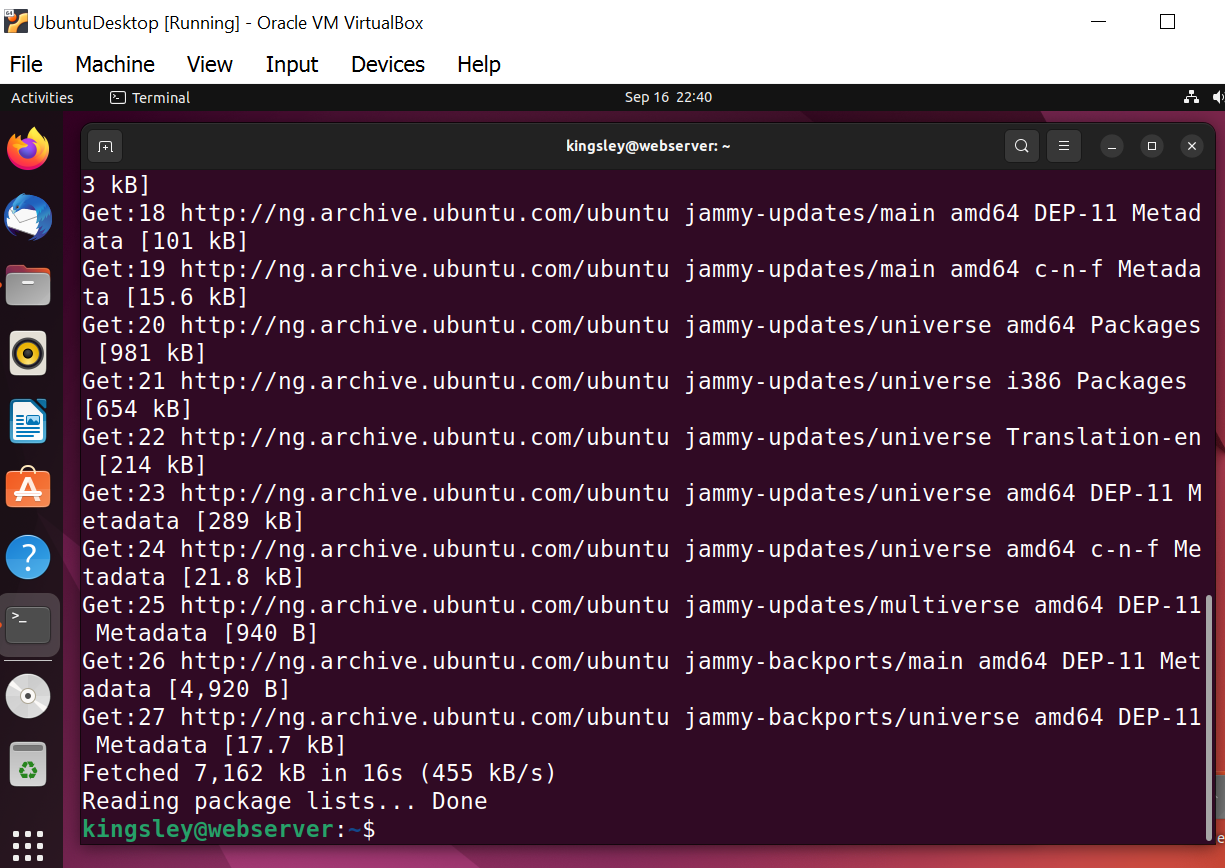 UbuntuDesktop [Running] - Oracle VM VirtualBox
File Machine View Input Devices Help
Activities Terminal Sep 16 22:40
kingsley@webserver: ~
3 kB]
Get:18 http://ng.archive.ubuntu.com/ubuntu jammy-updates/main amd64 DEP-11 Metad
ata [101 kB]
Get:19 http://ng.archive.ubuntu.com/ubuntu jammy-updates/main amd64 c-n-f Metada
ta [15.6 kB]
Get:20 http://ng.archive.ubuntu.com/ubuntu jammy-updates/universe amd64 Packages
 [981 kB]
Get:21 http://ng.archive.ubuntu.com/ubuntu jammy-updates/universe i386 Packages
[654 kB]
Get:22 http://ng.archive.ubuntu.com/ubuntu jammy-updates/universe Translation-en
 [214 kB]
Get:23 http://ng.archive.ubuntu.com/ubuntu jammy-updates/universe amd64 DEP-11 M
etadata [289 kB]
Get:24 http://ng.archive.ubuntu.com/ubuntu jammy-updates/universe amd64 c-n-f Me
tadata [21.8 kB]
Get:25 http://ng.archive.ubuntu.com/ubuntu jammy-updates/multiverse amd64 DEP-11
 Metadata [940 B]
Get:26 http://ng.archive.ubuntu.com/ubuntu jammy-backports/main amd64 DEP-11 Met
adata [4,920 B]
Get:27 http://ng.archive.ubuntu.com/ubuntu jammy-backports/universe amd64 DEP-11
 Metadata [17.7 kB]
Fetched 7,162 kB in 16s (455 kB/s)
Reading package lists... Done
kingsley@webserver:~$